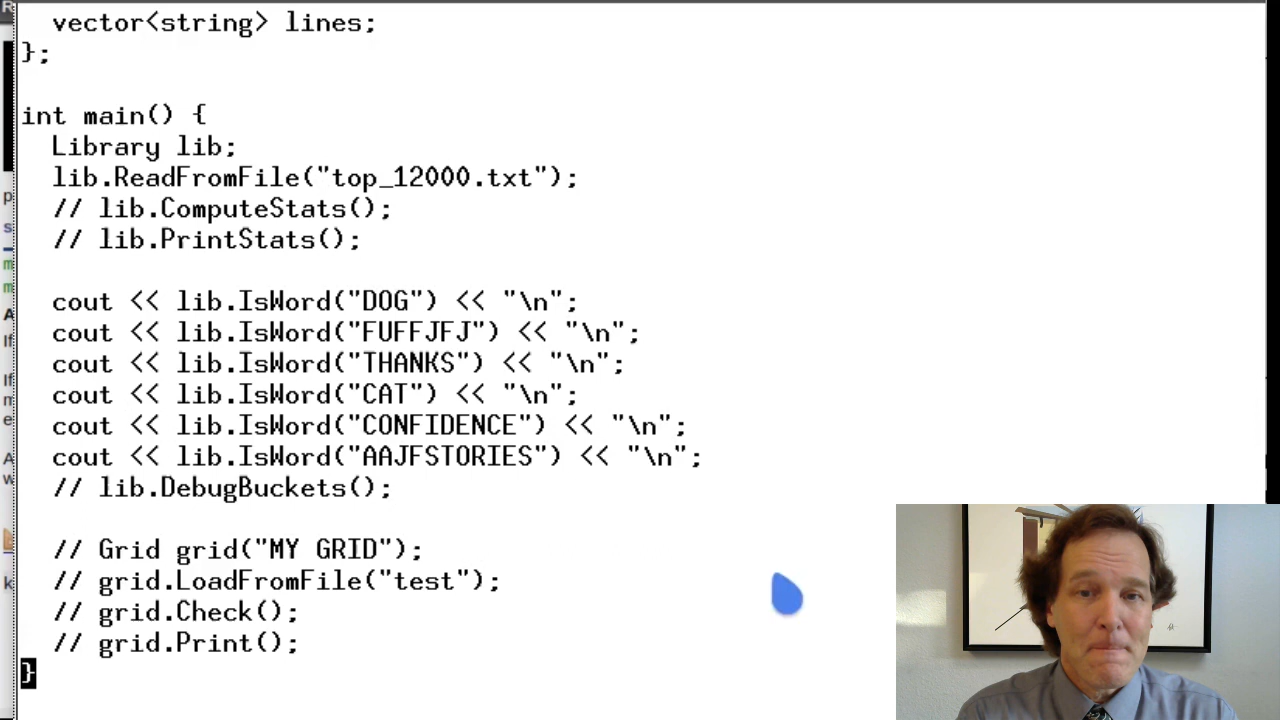 vector<string> lines;
};
int main() {
Library lib;
lib.ReadFromFile("top_12000.txt");
// lib.ComputeStats();
// lib.PrintStats();
cout << lib.IsWord("DOG") << "\n";
cout << lib.IsWord("FUFFJFJ") << "\n";
cout << lib.IsWord("THANKS") << "\n";
cout << lib.IsWord("CAT") << "\n";
cout << lib.IsWord("CONFIDENCE") << "\n";
cout << lib.IsWord("AAJFSTORIES") << "\n";
// lib.DebugBuckets();
// Grid grid("MY GRID");
// grid.LoadFromFile("test");
// grid.Check();
// grid.Print();
}